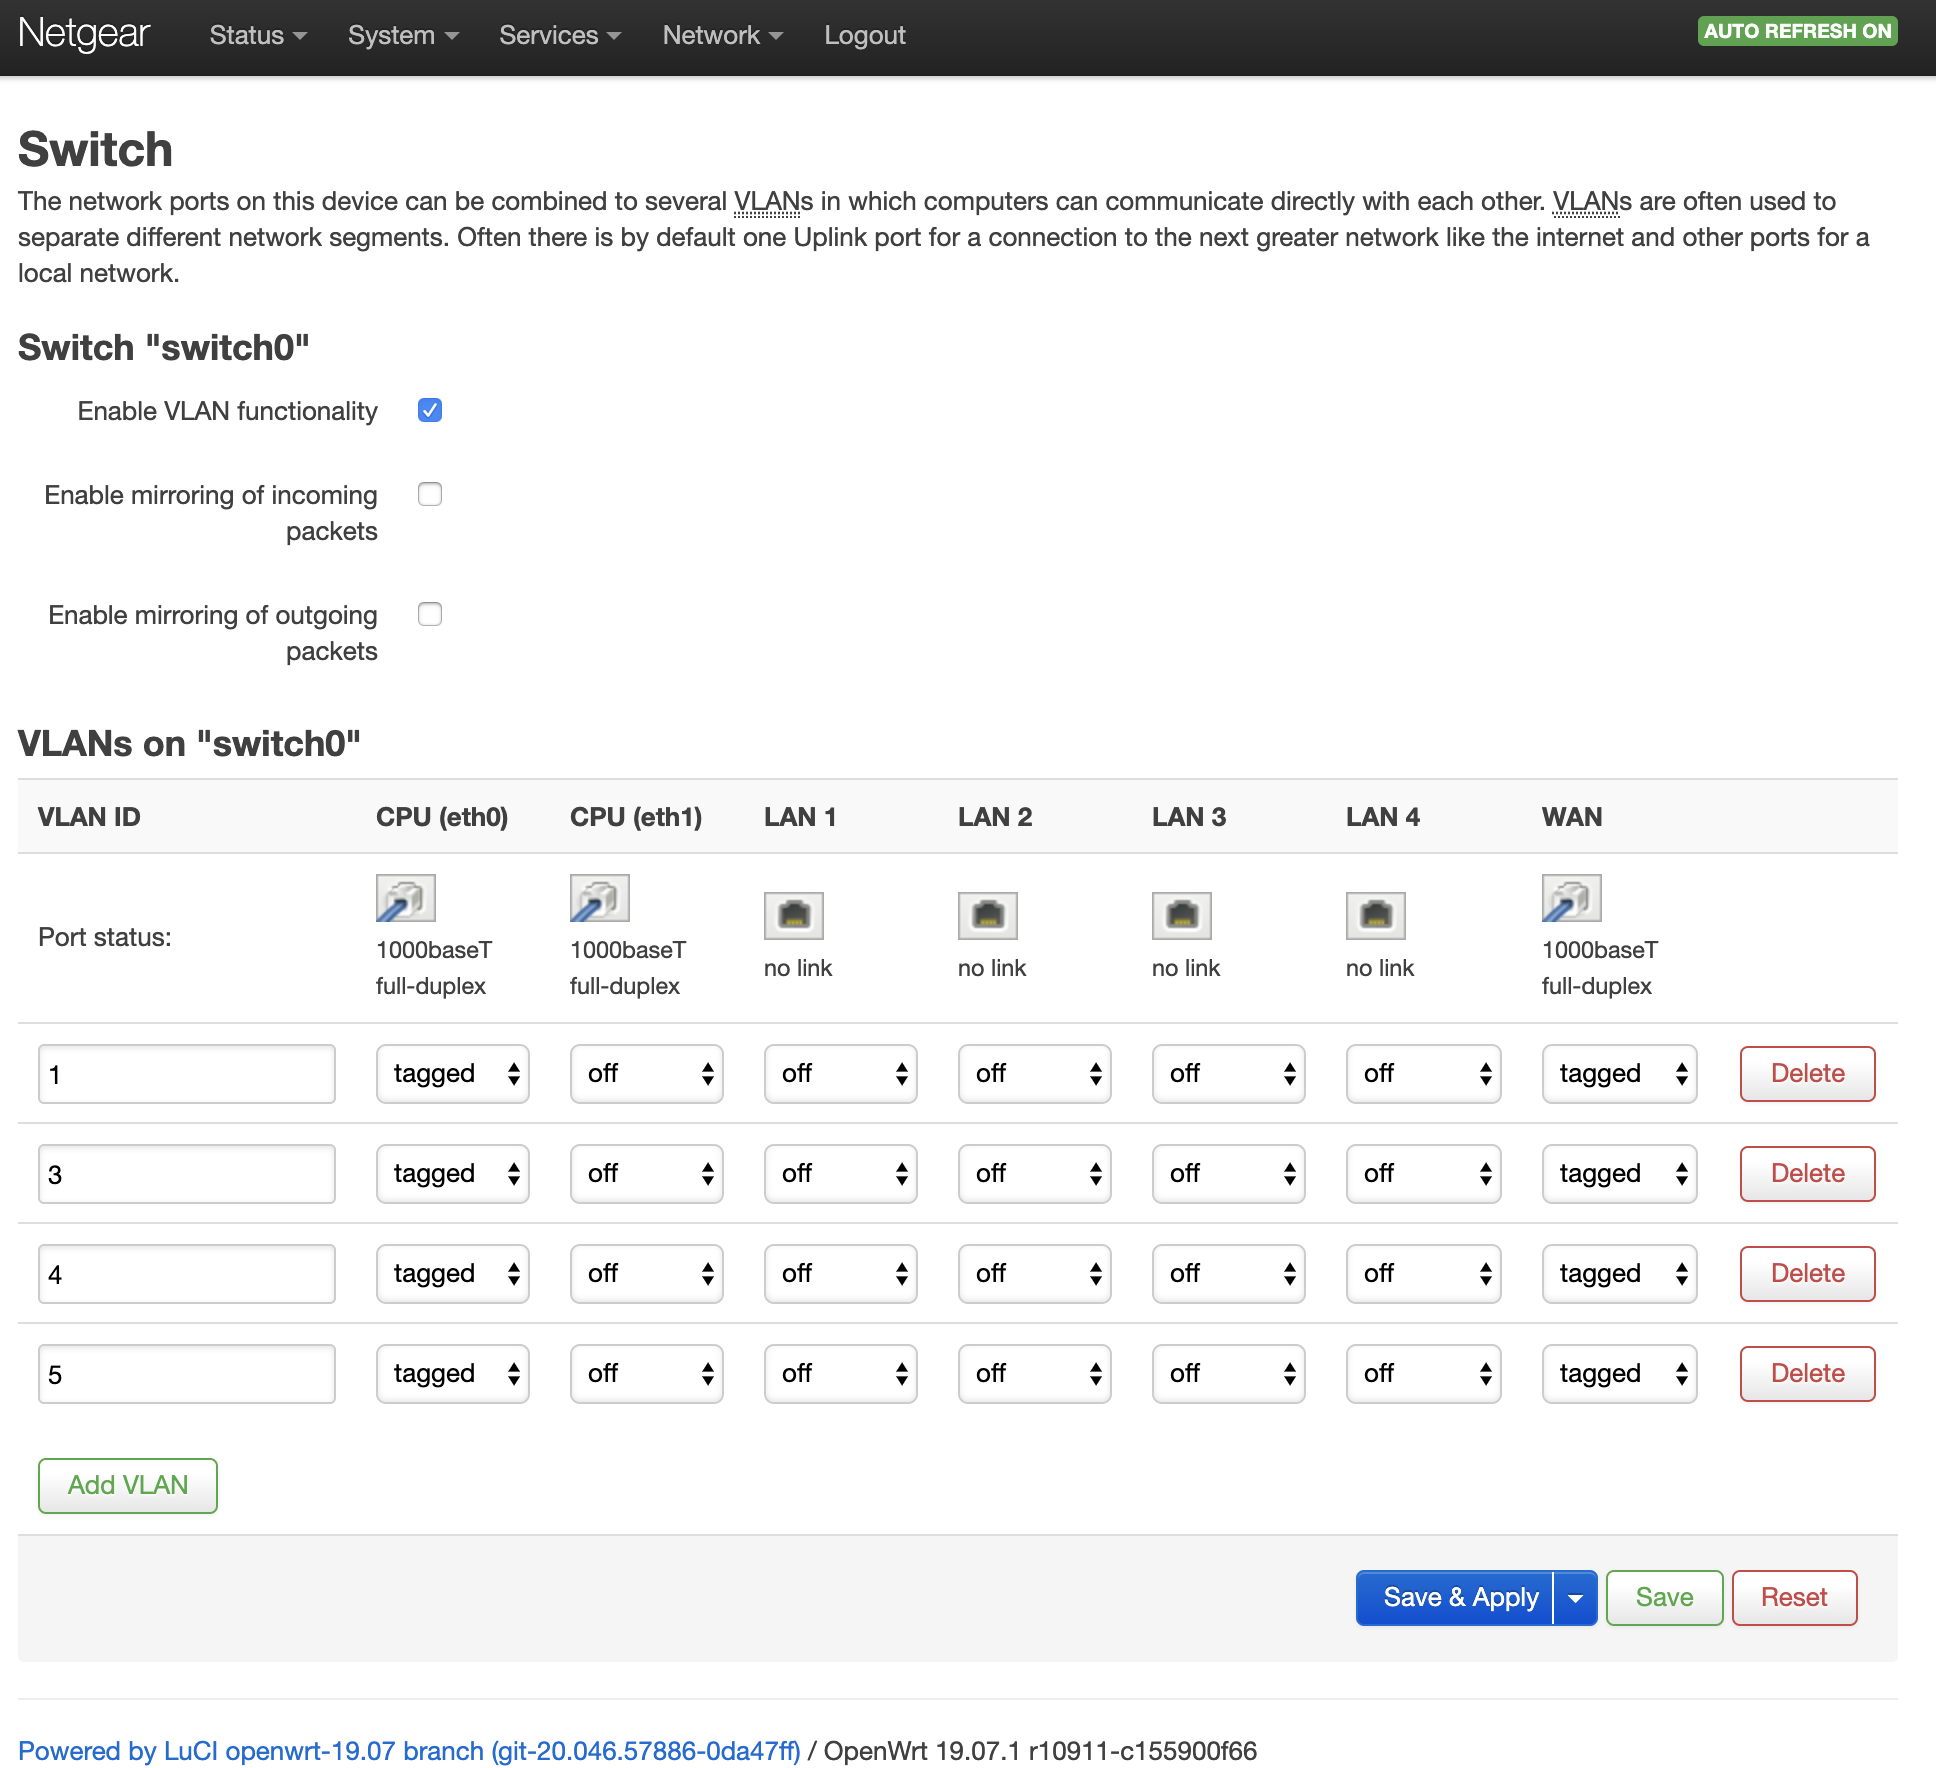 Netgear Status System Services Network Logout AUTO REFRESH ON
Switch
The network ports on this device can be combined to several VLANs in which computers can communicate directly with each other. VLANs are often used to
separate different network segments. Often there is by default one Uplink port for a connection to the next greater network like the internet and other ports for a
local network.
Switch "switch0"
Enable VLAN functionality
Enable mirroring of incoming
packets
Enable mirroring of outgoing
packets
VLANs on "switch0"
VLAN ID CPU (eth0) CPU (eth1) LAN 1 LAN 2 LAN 3 LAN 4 WAN
Port status: 1000baseT full-duplex 1000baseT full-duplex no link no link no link no link 1000baseT full-duplex
1 tagged off off off off off tagged Delete
3 tagged off off off off off tagged Delete
4 tagged off off off off off tagged Delete
5 tagged off off off off off tagged Delete
Add VLAN
Save & Apply Save Reset
Powered by LuCI openwrt-19.07 branch (git-20.046.57886-0da47ff) / OpenWrt 19.07.1 r10911-c155900f66